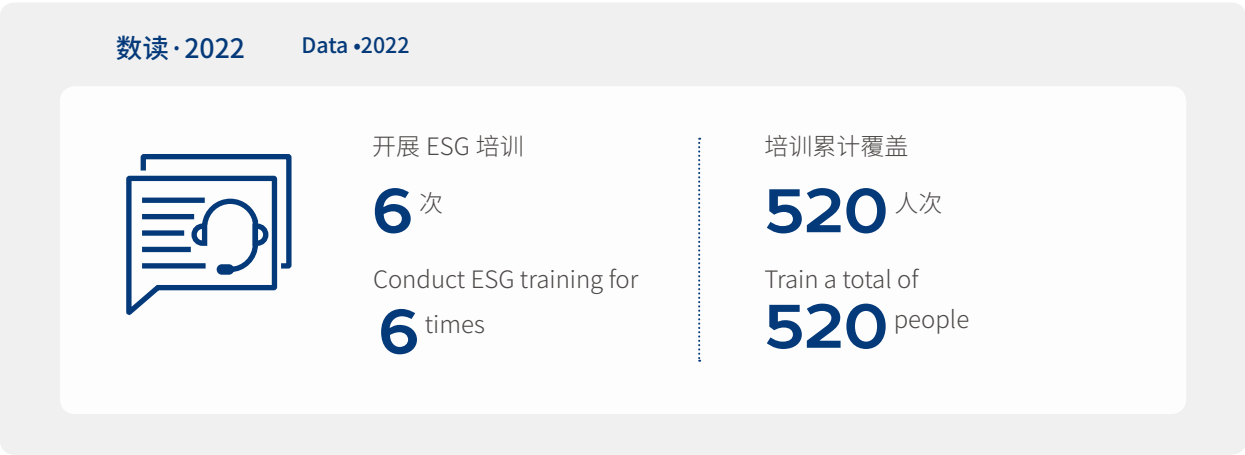 数读·2022
Data •2022
开展 ESG 培训
6 次
Conduct ESG training for
6 times
培训累计覆盖
520 人次
Train a total of
520 people